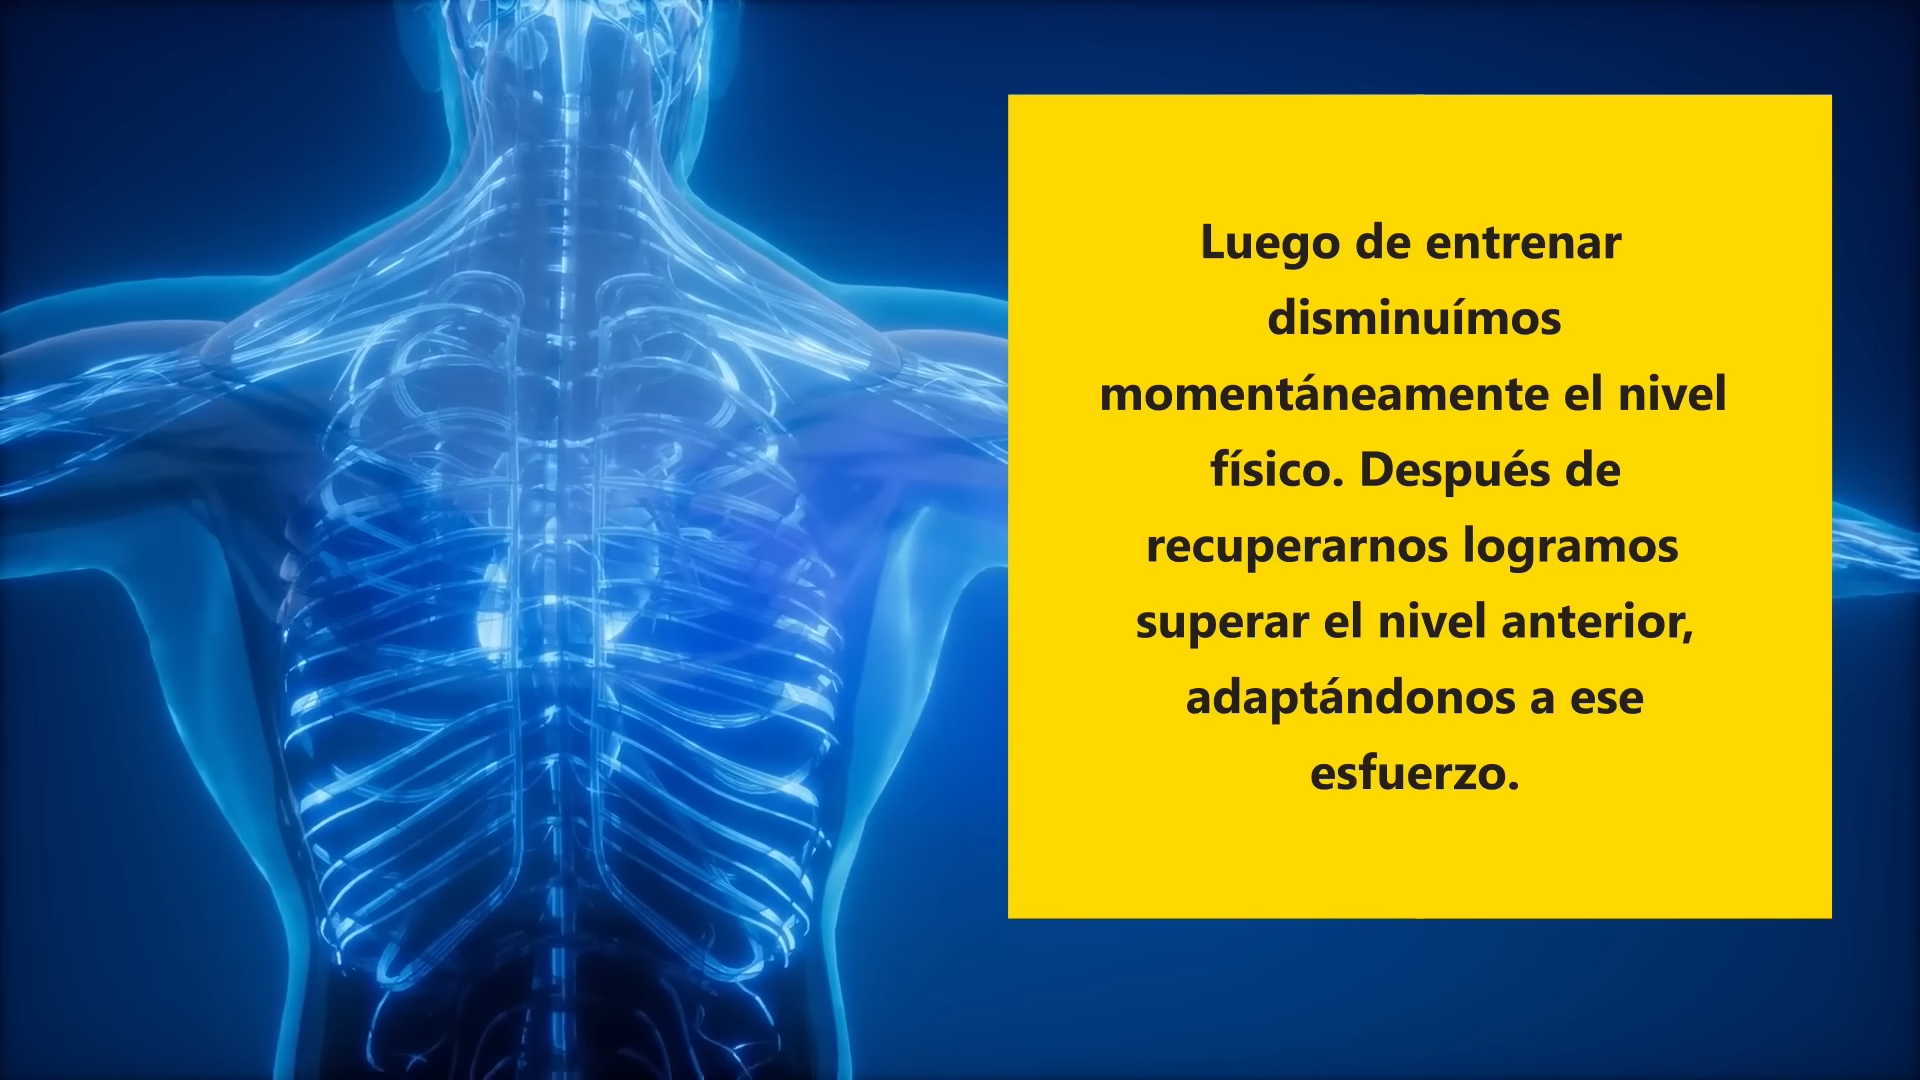 Luego de entrenar
disminuímos
momentáneamente el nivel
físico. Después de
recuperarnos logramos
superar el nivel anterior,
adaptándonos a ese
esfuerzo.